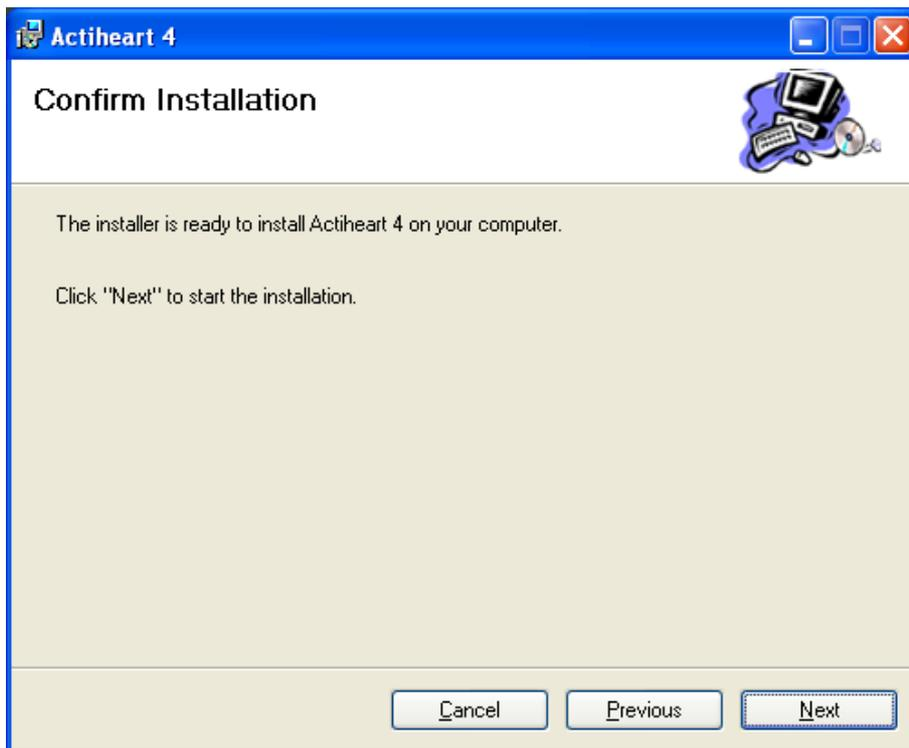 Actiheart 4
Confirm Installation
The installer is ready to install Actiheart 4 on your computer.
Click "Next" to start the installation.
Cancel Previous Next